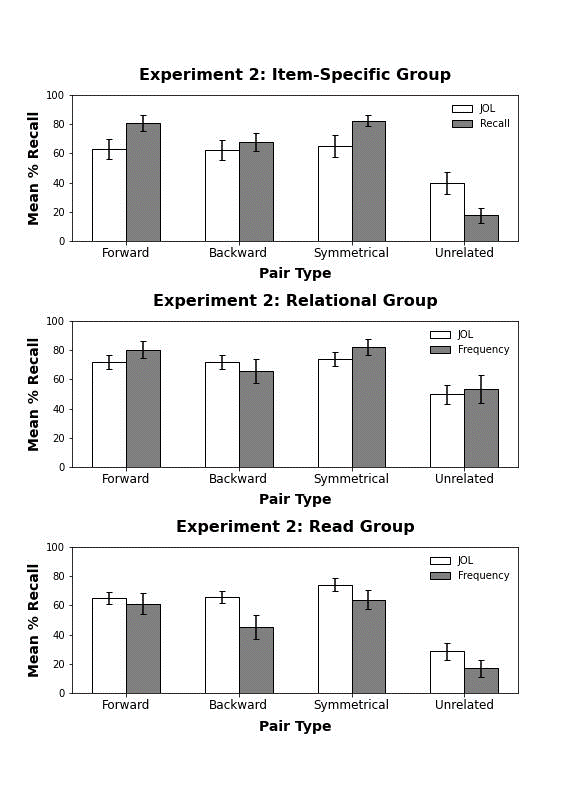 Experiment 2: Item-Specific Group
Mean % Recall
100
80
60
40
20
0
JOL
Recall
Forward Backward Symmetrical Unrelated
Pair Type
Experiment 2: Relational Group
Mean % Recall
100
80
60
40
20
0
JOL
Frequency
Forward Backward Symmetrical Unrelated
Pair Type
Experiment 2: Read Group
Mean % Recall
100
80
60
40
20
0
JOL
Frequency
Forward Backward Symmetrical Unrelated
Pair Type